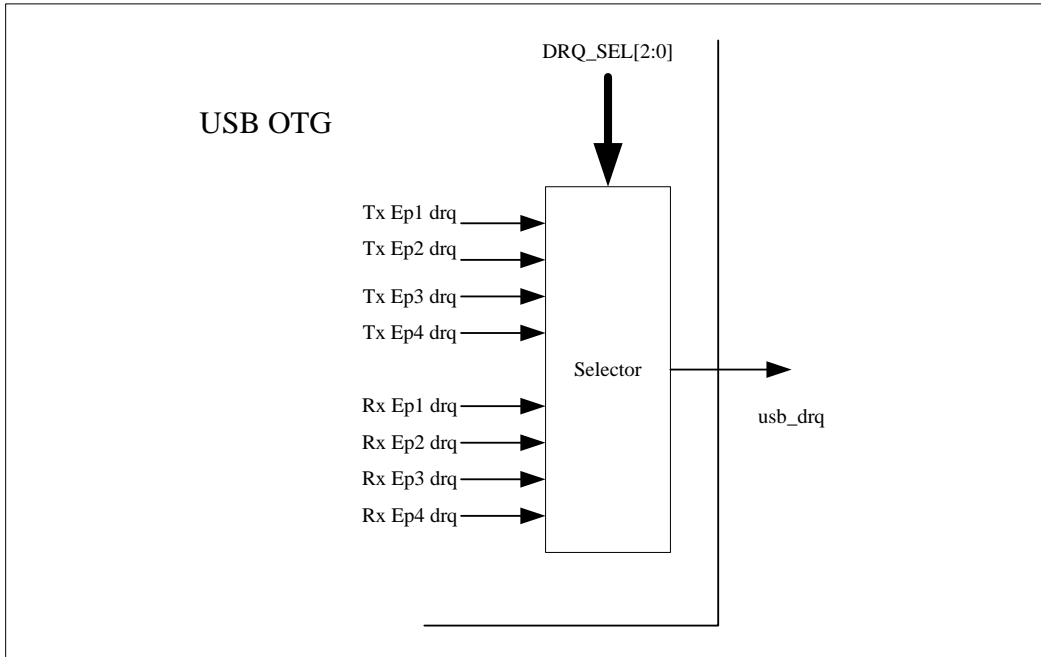 DRQ_SEL[2:0]
USB OTG
Tx Ep1 drq
Tx Ep2 drq
Tx Ep3 drq
Tx Ep4 drq
Selector
Rx Ep1 drq
usb_drq
Rx Ep2 drq
Rx Ep3 drq
Rx Ep4 drq